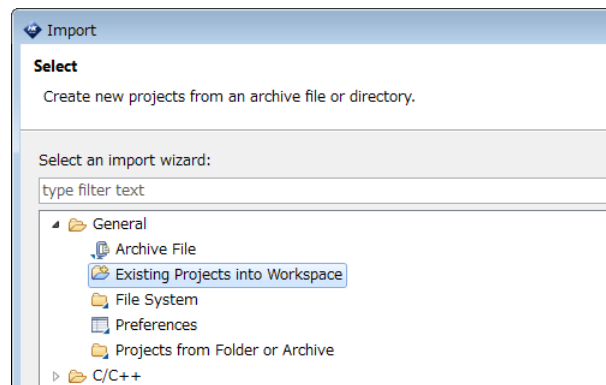 Import
Select
Create new projects from an archive file or directory.
Select an import wizard:
type filter text
General
Archive File
Existing Projects into Workspace
File System
Preferences
Projects from Folder or Archive
C/C++